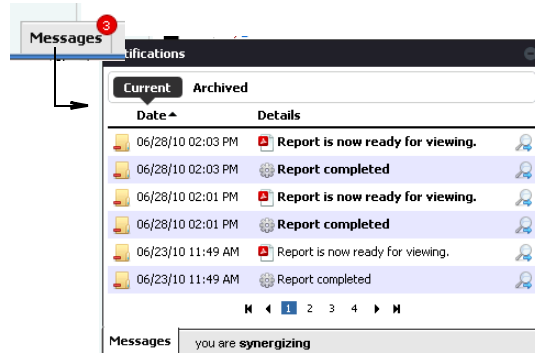 Messages 3
tifications
Current Archived
Date Details
06/28/10 02:03 PM Report is now ready for viewing.
06/28/10 02:03 PM Report completed
06/28/10 02:01 PM Report is now ready for viewing.
06/28/10 02:01 PM Report completed
06/23/10 11:49 AM Report is now ready for viewing.
06/23/10 11:49 AM Report completed
1 2 3 4
Messages you are synergizing